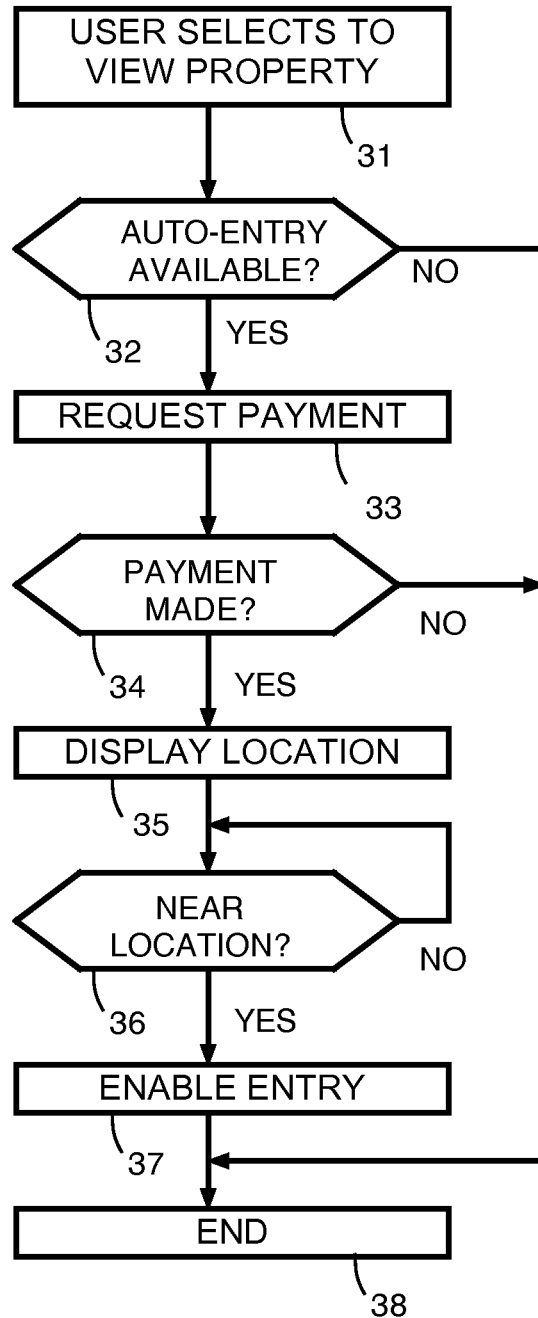 USER SELECTS TO
VIEW PROPERTY
31
AUTO-ENTRY
AVAILABLE?
NO
32
YES
REQUEST PAYMENT
33
PAYMENT
MADE?
NO
34
YES
DISPLAY LOCATION
35
NEAR
LOCATION?
NO
36
YES
ENABLE ENTRY
37
END
38